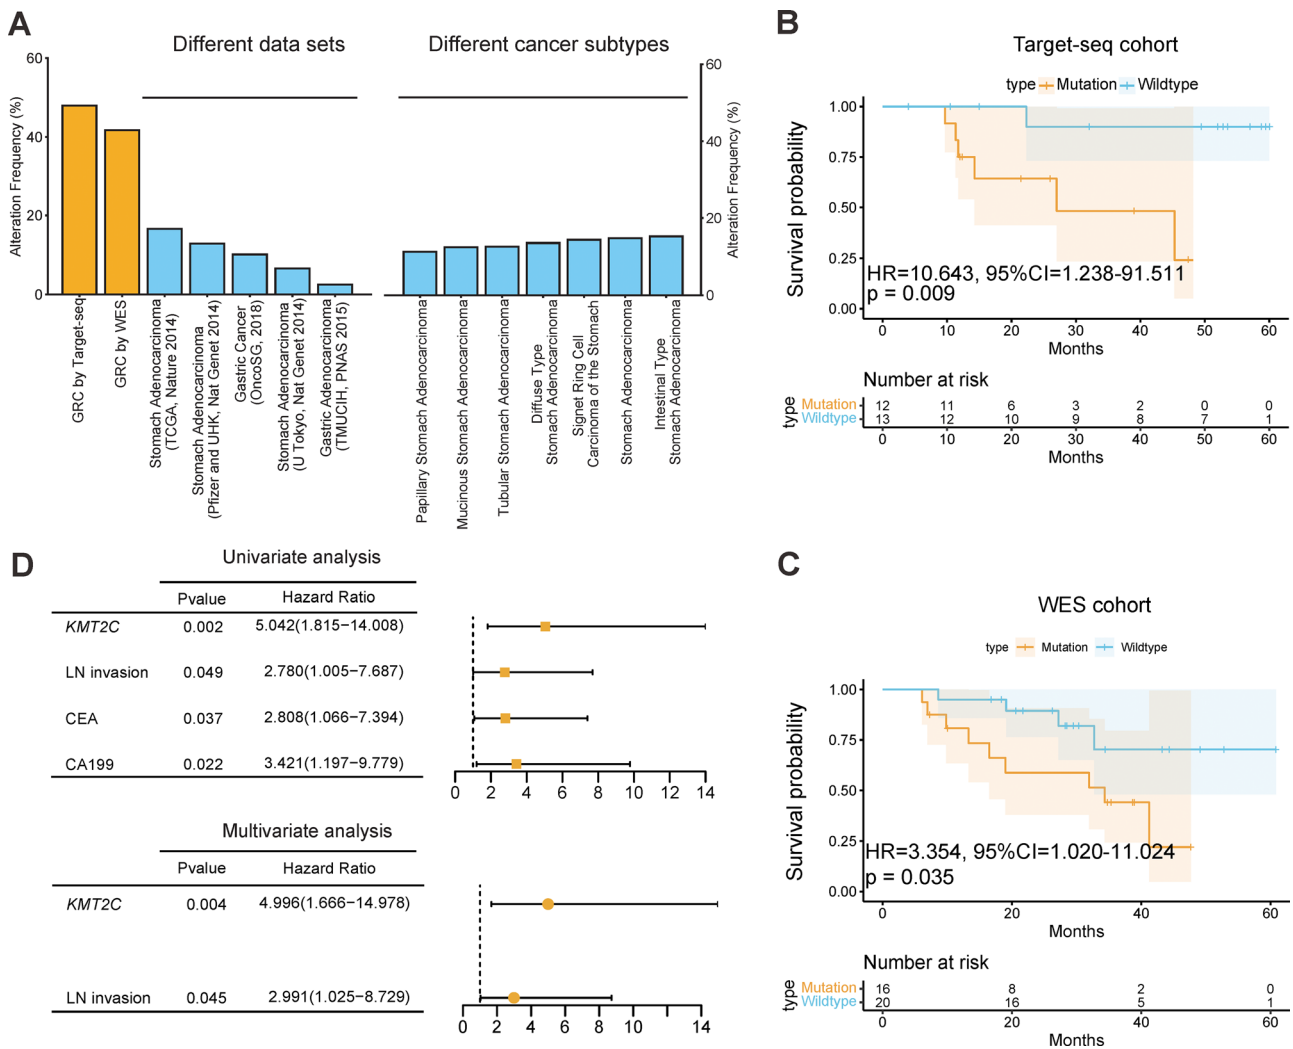 A
Different data sets
Different cancer subtypes
Alteration Frequency (%)
60
40
20
0
60
40
20
0
Alteration Frequency (%)
GRC by Target-seq
GRC by WES
Stomach Adenocarcinoma
(TCGA, Nature 2014)
Stomach Adenocarcinoma
(Pfizer and UHK, Nat Genet 2014)
Gastric Cancer
(OncoSG, 2018)
Stomach Adenocarcinoma
(U Tokyo, Nat Genet 2014)
Gastric Adenocarcinoma
(TMUCIH, PNAS 2015)
Papillary Stomach Adenocarcinoma
Mucinous Stomach Adenocarcinoma
Tubular Stomach Adenocarcinoma
Diffuse Type
Stomach Adenocarcinoma
Signet Ring Cell
Carcinoma of the Stomach
Stomach Adenocarcinoma
Intestinal Type
Stomach Adenocarcinoma
B
Target-seq cohort
type Mutation Wildtype
Survival probability
1.00
0.75
0.50
0.25
0.00
HR=10.643, 95%CI=1.238-91.511
p = 0.009
0 10 20 30 40 50 60
Months
Number at risk
type
Mutation 12 11 6 3 2 0 0
Wildtype 13 12 10 9 8 7 1
0 10 20 30 40 50 60
Months
D
Univariate analysis
Pvalue Hazard Ratio
KMT2C 0.002 5.042(1.815−14.008)
LN invasion 0.049 2.780(1.005−7.687)
CEA 0.037 2.808(1.066−7.394)
CA199 0.022 3.421(1.197−9.779)
0 2 4 6 8 10 12 14
Multivariate analysis
Pvalue Hazard Ratio
KMT2C 0.004 4.996(1.666−14.978)
LN invasion 0.045 2.991(1.025−8.729)
0 2 4 6 8 10 14
C
WES cohort
type Mutation Wildtype
Survival probability
1.00
0.75
0.50
0.25
0.00
HR=3.354, 95%CI=1.020-11.024
p = 0.035
0 20 40 60
Months
Number at risk
type
Mutation 16 8 2 0
Wildtype 20 16 5 1
0 20 40 60
Months